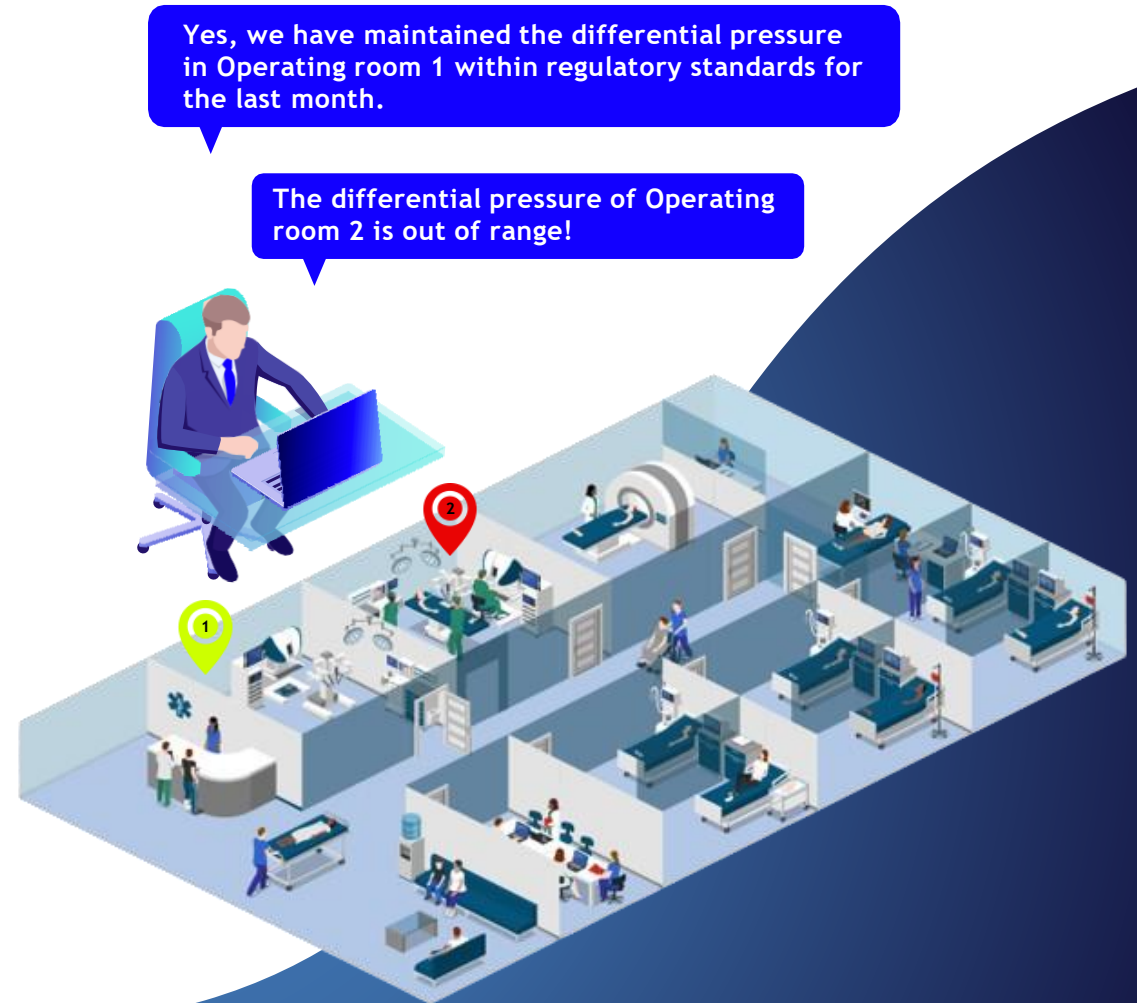 Yes, we have maintained the differential pressure
in Operating room 1 within regulatory standards for
the last month.
The differential pressure of Operating
room 2 is out of range!
2
1